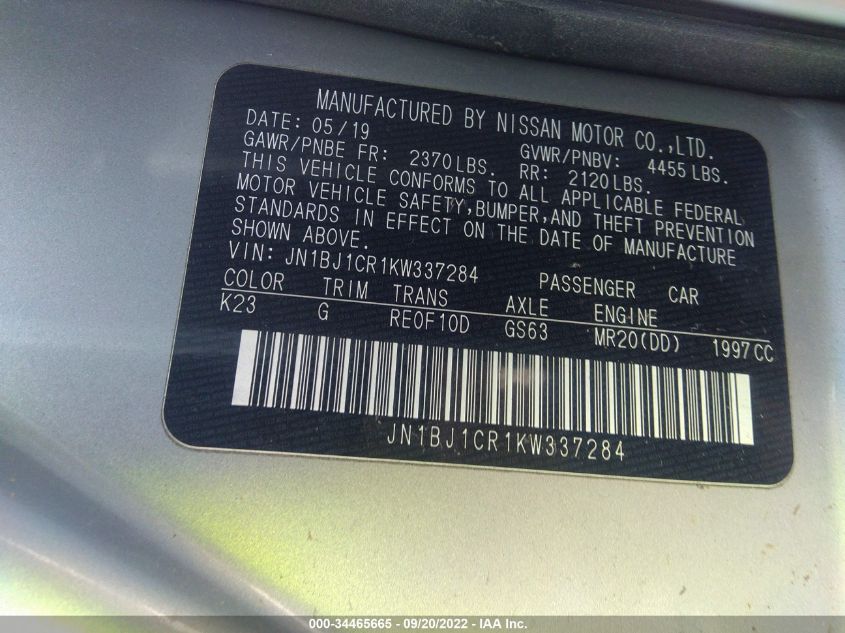 MANUFACTURED BY NISSAN MOTOR CO.,LTD.
DATE: 05/19
GAWR/PNBE FR: 2370LBS. GVWR/PNBV: 4455LBS.
RR: 2120LBS.
THIS VEHICLE CONFORMS TO ALL APPLICABLE FEDERAL
MOTOR VEHICLE SAFETY,BUMPER,AND THEFT PREVENTION
STANDARDS IN EFFECT ON THE DATE OF MANUFACTURE
SHOWN ABOVE.
VIN: JN1BJ1CR1KW337284 PASSENGER CAR
COLOR TRIM TRANS AXLE ENGINE
K23 G RE0F10D GS63 MR20(DD) 1997CC
JN1BJ1CR1KW337284
000-34465665 - 09/20/2022 - IAA Inc.